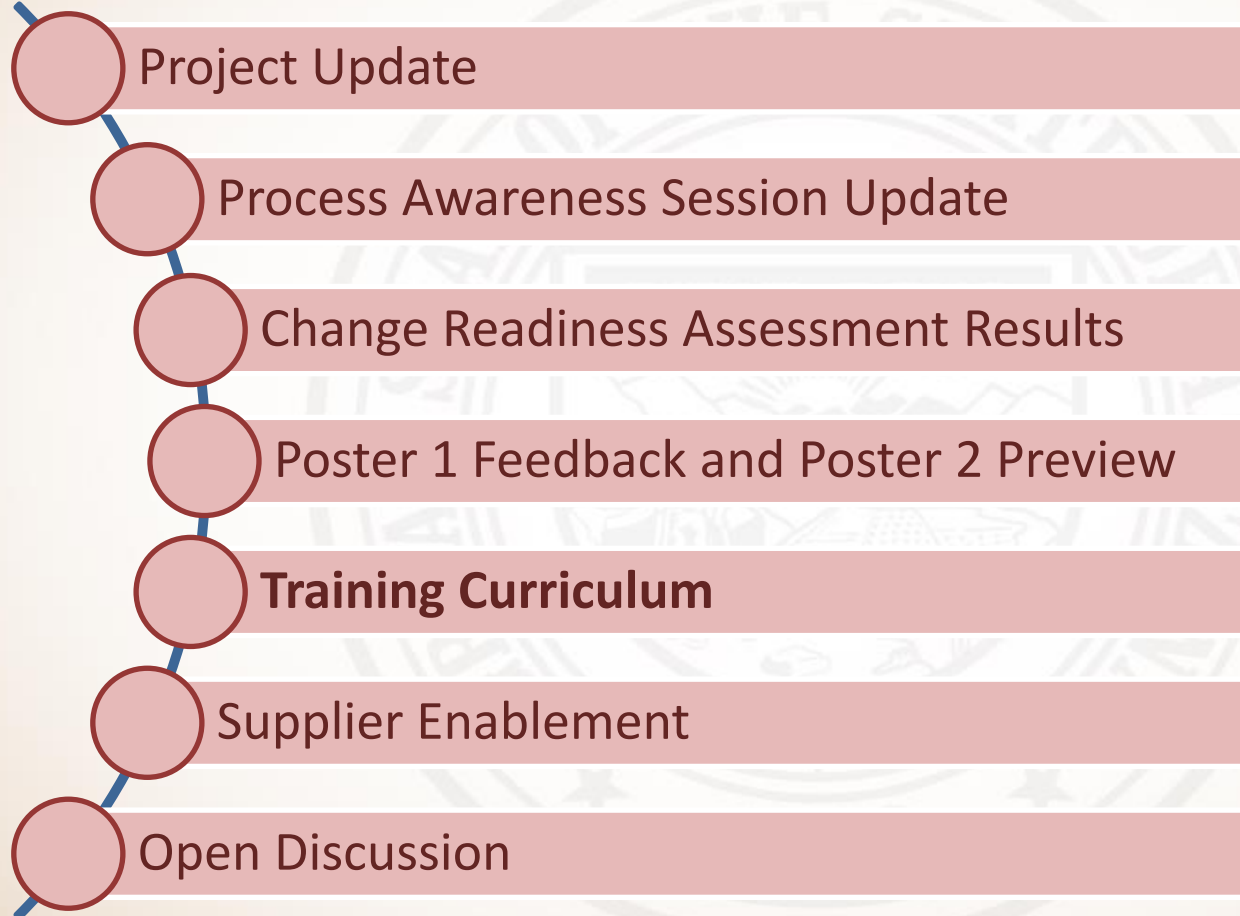 Project Update
Process Awareness Session Update
Change Readiness Assessment Results
Poster 1 Feedback and Poster 2 Preview
Training Curriculum
Supplier Enablement
Open Discussion